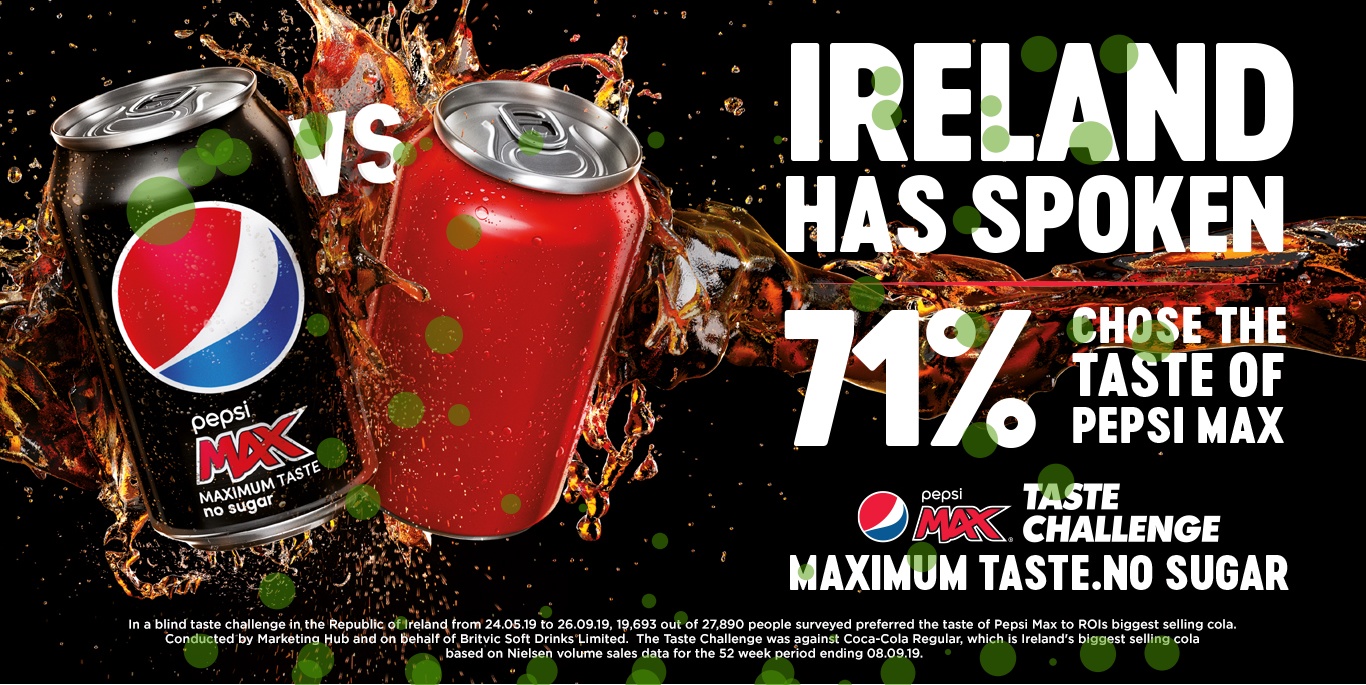 VS
pepsi
MAX
MAXIMUM TASTE
no sugar
IRELAND
HAS SPOKEN
71%
CHOSE THE
TASTE OF
PEPSI MAX
pepsi
MAX®
TASTE
CHALLENGE
MAXIMUM TASTE.NO SUGAR
In a blind taste challenge in the Republic of Ireland from 24.05.19 to 26.09.19, 19,693 out of 27,890 people surveyed preferred the taste of Pepsi Max to ROIs biggest selling cola.
Conducted by Marketing Hub and on behalf of Britvic Soft Drinks Limited. The Taste Challenge was against Coca-Cola Regular, which is Ireland's biggest selling cola
based on Nielsen volume sales data for the 52 week period ending 08.09.19.